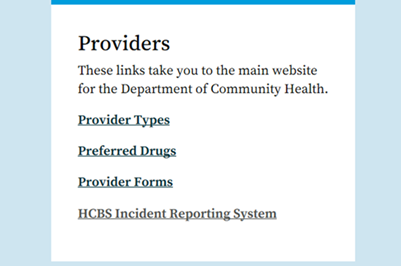 Providers
These links take you to the main website
for the Department of Community Health.
Provider Types
Preferred Drugs
Provider Forms
HCBS Incident Reporting System